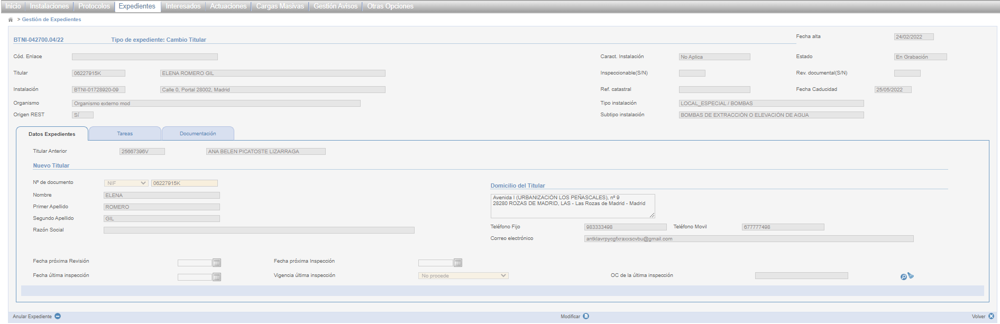 Inicio Instalaciones Protocolos Expedientes Interesados Actuaciones Cargas Masivas Gestión Avisos Otras Opciones
> Gestión de Expedientes
BTNI-042700.04/22 Tipo de expediente: Cambio Titular Fecha alta 24/02/2022
Cód. Enlace Caract. Instalación No Aplica Estado En Grabación
Titular 06227915K ELENA ROMERO GIL Inspeccionable(S/N) Rev. documental(S/N)
Instalación BTNI-01728920-09 Calle 0, Portal 28002, Madrid Ref. catastral Fecha Caducidad 25/05/2022
Organismo Organismo externo mod Tipo instalación LOCAL_ESPECIAL / BOMBAS
Origen REST Sí Subtipo instalación BOMBAS DE EXTRACCIÓN O ELEVACIÓN DE AGUA
Datos Expedientes Tareas Documentación
Titular Anterior 25667396V ANA BELEN PICATOSTE LIZARRAGA
Nuevo Titular
Nº de documento NIF 06227915K
Nombre ELENA
Primer Apellido ROMERO
Segundo Apellido GIL
Razón Social
Domicilio del Titular
Avenida I (URBANIZACIÓN LOS PEÑASCALES), nº 9
28280 ROZAS DE MADRID, LAS - Las Rozas de Madrid - Madrid
Teléfono Fijo 983333498 Teléfono Movil 677777498
Correo electrónico antklavrpycgfxraxxscvbu@gmail.com
Fecha próxima Revisión Fecha próxima Inspección
Fecha última inspección Vigencia última inspección No procede OC de la última inspección
Anular Expediente Modificar Volver